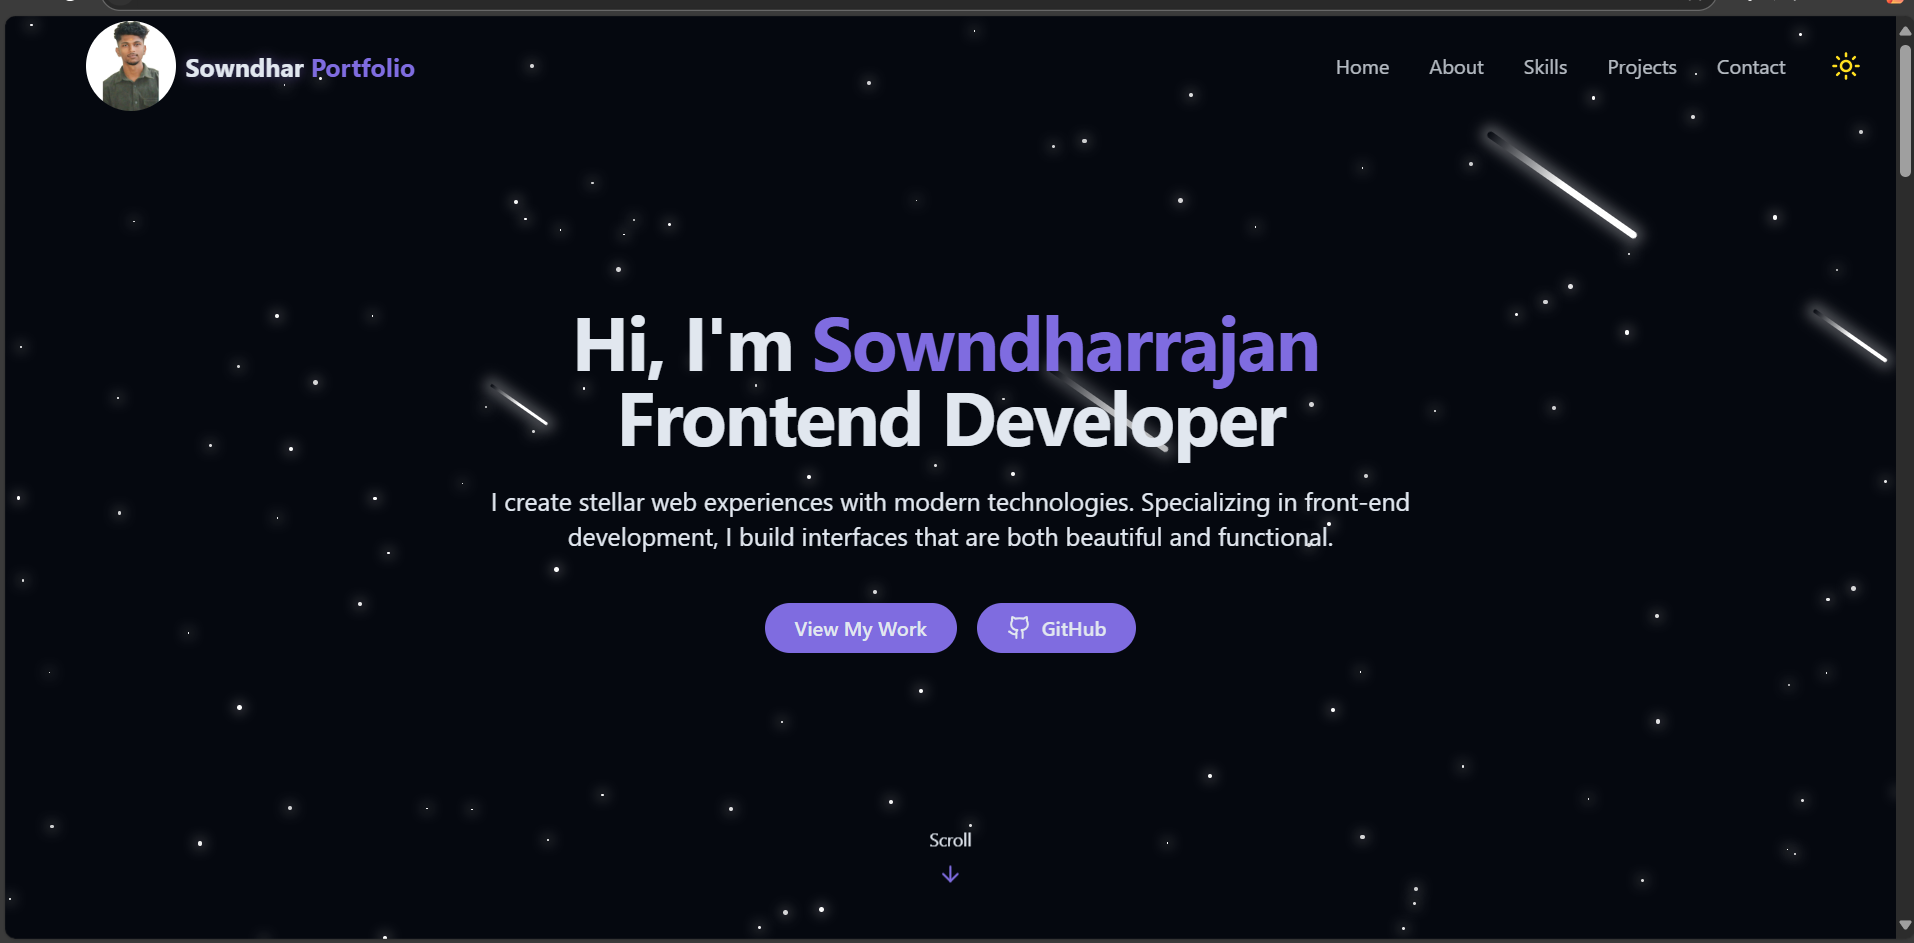 Sowndhar Portfolio
Home
About
Skills
Projects
Contact
Hi, I'm Sowndharrajan
Frontend Developer
I create stellar web experiences with modern technologies. Specializing in front-end
development, I build interfaces that are both beautiful and functional.
View My Work
GitHub
Scroll